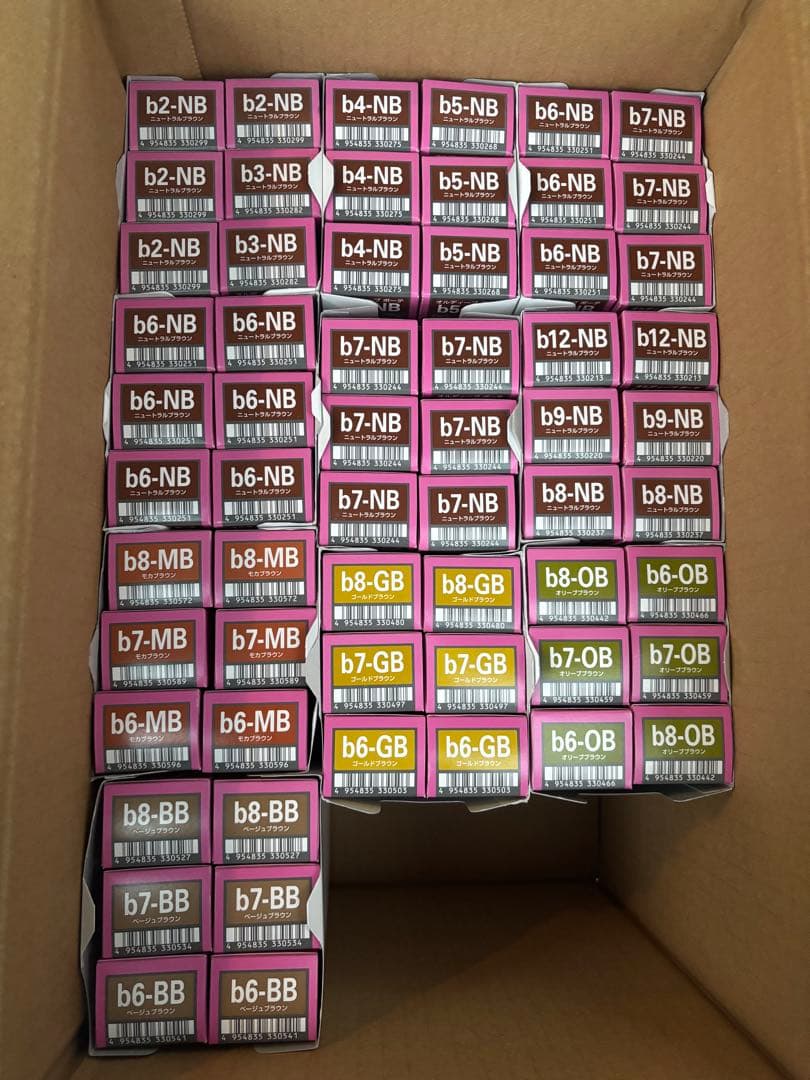 b2-NB
ニュートラルブラウン
4 954835 330299
b2-NB
ニュートラルブラウン
4 954835 330299
b4-NB
ニュートラルブラウン
4 954835 330275
b5-NB
ニュートラルブラウン
4 954835 330268
b6-NB
ニュートラルブラウン
4 954835 330251
b7-NB
ニュートラルブラウン
4 954835 330244
b2-NB
ニュートラルブラウン
4 954835 330299
b3-NB
ニュートラルブラウン
4 954835 330282
b4-NB
ニュートラルブラウン
4 954835 330275
b5-NB
ニュートラルブラウン
4 954835 330268
b6-NB
ニュートラルブラウン
4 954835 330251
b7-NB
ニュートラルブラウン
4 954835 330244
b2-NB
ニュートラルブラウン
4 954835 330299
b3-NB
ニュートラルブラウン
4 954835 330282
b4-NB
ニュートラルブラウン
4 954835 330275
b5-NB
ニュートラルブラウン
4 954835 330268
b6-NB
ニュートラルブラウン
4 954835 330251
b7-NB
ニュートラルブラウン
4 954835 330244
b6-NB
ニュートラルブラウン
4 954835 330251
b6-NB
ニュートラルブラウン
4 954835 330251
b7-NB
ニュートラルブラウン
4 954835 330244
b7-NB
ニュートラルブラウン
4 954835 330244
b12-NB
ニュートラルブラウン
4 954835 330213
b12-NB
ニュートラルブラウン
4 954835 330213
b6-NB
ニュートラルブラウン
4 954835 330251
b6-NB
ニュートラルブラウン
4 954835 330251
b7-NB
ニュートラルブラウン
4 954835 330244
b7-NB
ニュートラルブラウン
4 954835 330244
b9-NB
ニュートラルブラウン
4 954835 330220
b9-NB
ニュートラルブラウン
4 954835 330220
b6-NB
ニュートラルブラウン
4 954835 330251
b6-NB
ニュートラルブラウン
4 954835 330251
b7-NB
ニュートラルブラウン
4 954835 330244
b7-NB
ニュートラルブラウン
4 954835 330244
b8-NB
ニュートラルブラウン
4 954835 330237
b8-NB
ニュートラルブラウン
4 954835 330237
b8-MB
モカブラウン
4 954835 330572
b8-MB
モカブラウン
4 954835 330572
b8-GB
ゴールドブラウン
4 954835 330480
b8-GB
ゴールドブラウン
4 954835 330480
b8-OB
オリーブブラウン
4 954835 330442
b6-OB
オリーブブラウン
4 954835 330466
b7-MB
モカブラウン
4 954835 330589
b7-MB
モカブラウン
4 954835 330589
b7-GB
ゴールドブラウン
4 954835 330497
b7-GB
ゴールドブラウン
4 954835 330497
b7-OB
オリーブブラウン
4 954835 330459
b7-OB
オリーブブラウン
4 954835 330459
b6-MB
モカブラウン
4 954835 330596
b6-MB
モカブラウン
4 954835 330596
b6-GB
ゴールドブラウン
4 954835 330503
b6-GB
ゴールドブラウン
4 954835 330503
b6-OB
オリーブブラウン
4 954835 330466
b8-OB
オリーブブラウン
4 954835 330442
b8-BB
ベージュブラウン
4 954835 330527
b8-BB
ベージュブラウン
4 954835 330527
b7-BB
ベージュブラウン
4 954835 330534
b7-BB
ベージュブラウン
4 954835 330534
b6-BB
ベージュブラウン
4 954835 330541
b6-BB
ベージュブラウン
4 954835 330541